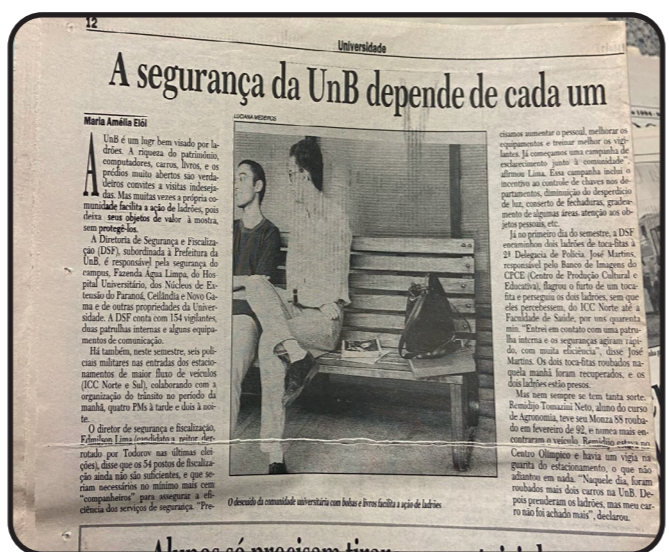 12
Universidade
A segurança da UnB depende de cada um
Maria Amélia Elói
A UnB é um lugr bem visado por la-
drões. A riqueza do patrimônio,
computadores, carros, livros, e os
prédios muito abertos são verda-
deiros convites a visitas indeseja-
das. Mas muitas vezes a própria co-
munidade facilita a ação de ladrões, pois
deixa seus objetos de valor à mostra,
sem protegê-los.
A Diretoria de Segurança e Fiscaliza-
ção (DSF), subordinada à Prefeitura da
UnB, é responsável pela segurança do
campus, Fazenda Água Limpa, do Hos
pital Universitário, dos Núcleos de Ex-
tensão do Paranoá, Ceilândia e Novo Ga-
ma e de outras propriedades da Univer-
sidade. A DSF conta com 154 vigilantes,
duas patrulhas internas e alguns equipa-
mentos de comunicação.
Há também, neste semestre, seis poli-
ciais militares nas entradas dos estacio-
namentos de maior fluxo de veículos
(ICC Norte e Sul), colaborando com a
organização do trânsito no período da
manhã, quatro PMs à tarde e dois à noi-
te.
O diretor de segurança e fiscalização,
Edmilson Lima (candidato a reitor der-
rotado por Todorov nas últimas elei-
ções), disse que os 54 postos de fiscaliza-
ção ainda não são suficientes, e que se-
riam necessários no mínimo mais cem
"companheiros" para assegurar a efi-
ciência dos serviços de segurança. "Pre-
LUCIANA MEDEIROS
O descuido da comunidade universitária com bolsas e livros facilita a ação de ladrões
cisamos aumentar o pessoal, melhorar os
equipamentos e treinar melhor os vigi-
lantes. Já começamos uma campanha de
esclarecimento junto à comunidade",
afirmou Lima. Essa campanha inclui o
incentivo ao controle de chaves nos de-
partamentos, diminuição do desperdício
de luz, conserto de fechaduras, gradea-
mento de algumas áreas, atenção aos ob-
jetos pessoais, etc.
Já no primeiro dia do semestre, a DSF
encaminhou dois ladrões de toca-fitas à
2ª Delegacia de Polícia. José Martins,
responsável pelo Banco de Imagens do
CPCE (Centro de Produção Cultural e
Educativa), flagrou o furto de um toca-
fita e perseguiu os dois ladrões, sem que
eles percebessem, do ICC Norte até a
Faculdade de Saúde, por uns quarenta
min. "Entrei em contato com uma patru-
lha interna e os seguranças agiram rápi-
do, com muita eficiência", disse José
Martins. Os dois toca-fitas roubados na-
quela manhã foram recuperados, e os
dois ladrões estão presos.
Mas nem sempre se tem tanta sorte.
Remidijo Tomazini Neto, aluno do curso
de Agronomia, teve seu Monza 88 rouba-
do em fevereiro de 92, e nunca mais en-
contraram o veículo. Remidijo estava no
Centro Olímpico e havia um vigia na
guarita do estacionamento, o que não
adiantou em nada. "Naquele dia, foram
roubados mais dois carros na UnB. De-
pois prenderam os ladrões, mas meu car-
ro não foi achado mais", declarou.
Alunos só precisam tirar